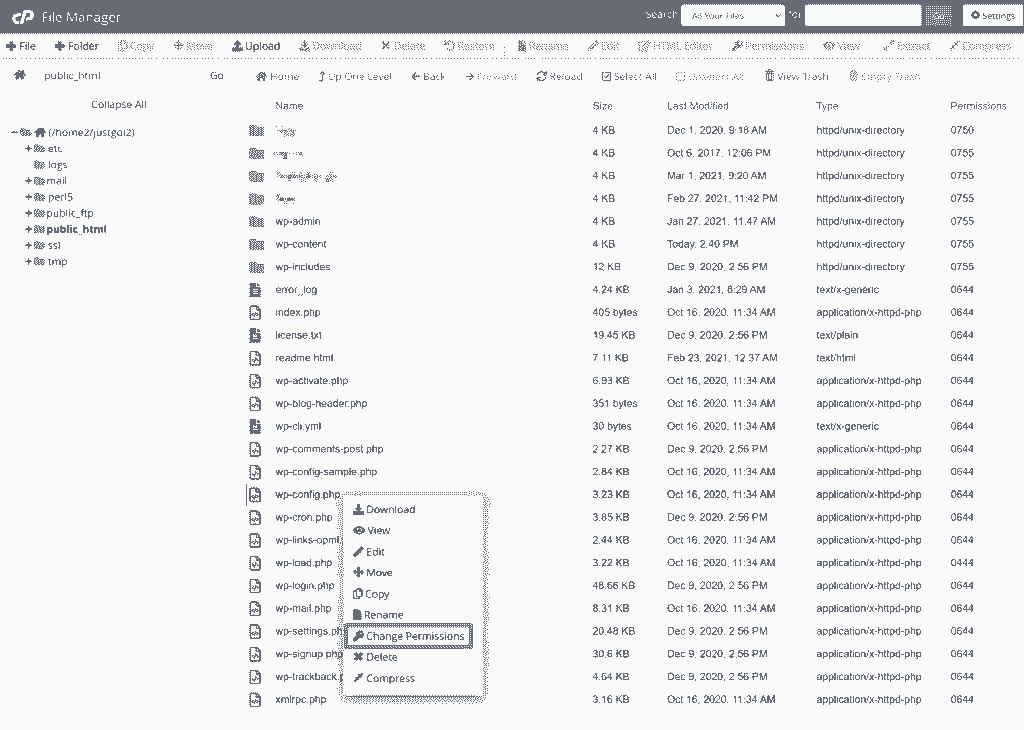 cP File Manager Search All Your Files for Go Settings
File Folder Copy Move Upload Download Delete Restore Rename Edit HTML Editor Permissions View Extract Compress
public_html Go Home Up One Level Back Forward Reload Select All Unselect All View Trash Empty Trash
Collapse All
(/home2/justgoi2)
etc
logs
mail
perl5
public_ftp
public_html
ssl
tmp
Name Size Last Modified Type Permissions
4 KB Dec 1, 2020, 9:18 AM httpd/unix-directory 0750
4 KB Oct 6, 2017, 12:06 PM httpd/unix-directory 0755
4 KB Mar 1, 2021, 9:20 AM httpd/unix-directory 0755
4 KB Feb 27, 2021, 11:42 PM httpd/unix-directory 0755
wp-admin 4 KB Jan 27, 2021, 11:47 AM httpd/unix-directory 0755
wp-content 4 KB Today, 2:40 PM httpd/unix-directory 0755
wp-includes 12 KB Dec 9, 2020, 2:56 PM httpd/unix-directory 0755
error_log 4.24 KB Jan 3, 2021, 8:29 AM text/x-generic 0644
index.php 405 bytes Oct 16, 2020, 11:34 AM application/x-httpd-php 0644
license.txt 19.45 KB Dec 9, 2020, 2:56 PM text/plain 0644
readme.html 7.11 KB Feb 23, 2021, 12:37 AM text/html 0644
wp-activate.php 6.93 KB Oct 16, 2020, 11:34 AM application/x-httpd-php 0644
wp-blog-header.php 351 bytes Oct 16, 2020, 11:34 AM application/x-httpd-php 0644
wp-cli.yml 30 bytes Oct 16, 2020, 11:34 AM text/x-generic 0644
wp-comments-post.php 2.27 KB Dec 9, 2020, 2:56 PM application/x-httpd-php 0644
wp-config-sample.php 2.84 KB Oct 16, 2020, 11:34 AM application/x-httpd-php 0644
wp-config.php 3.23 KB Oct 16, 2020, 11:34 AM application/x-httpd-php 0644
wp-cron.php 3.85 KB Dec 9, 2020, 2:56 PM application/x-httpd-php 0644
wp-links-opml. 2.44 KB Oct 16, 2020, 11:34 AM application/x-httpd-php 0644
wp-load.php 3.22 KB Oct 16, 2020, 11:34 AM application/x-httpd-php 0444
wp-login.php 48.66 KB Dec 9, 2020, 2:56 PM application/x-httpd-php 0644
wp-mail.php 8.31 KB Oct 16, 2020, 11:34 AM application/x-httpd-php 0644
wp-settings.ph 20.48 KB Dec 9, 2020, 2:56 PM application/x-httpd-php 0644
wp-signup.php 30.6 KB Dec 9, 2020, 2:56 PM application/x-httpd-php 0644
wp-trackback.p 4.64 KB Dec 9, 2020, 2:56 PM application/x-httpd-php 0644
xmlrpc.php 3.16 KB Oct 16, 2020, 11:34 AM application/x-httpd-php 0644
Download
View
Edit
Move
Copy
Rename
Change Permissions
Delete
Compress